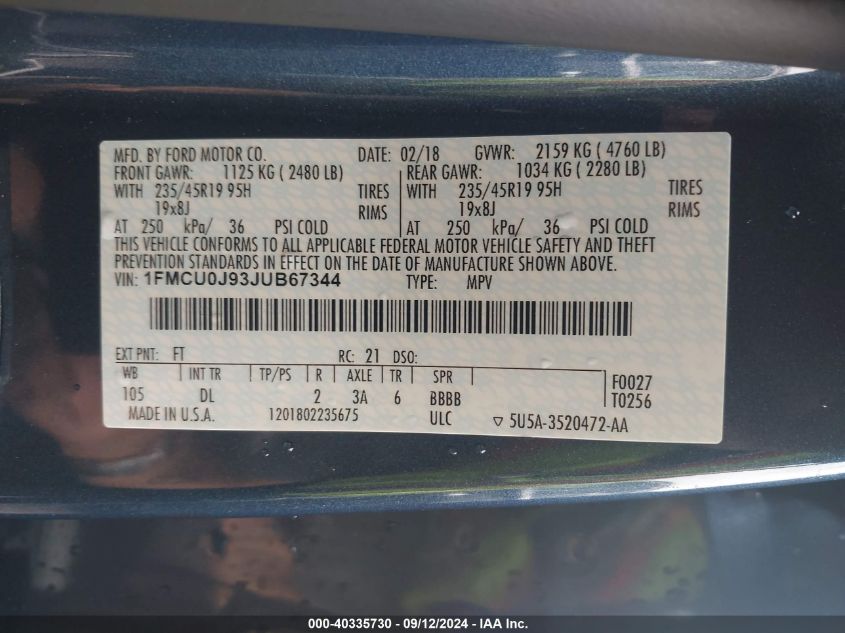 MFD. BY FORD MOTOR CO. DATE: 02/18 GVWR: 2159 KG ( 4760 LB)
FRONT GAWR: 1125 KG ( 2480 LB) REAR GAWR: 1034 KG ( 2280 LB)
WITH 235/45R19 95H TIRES WITH 235/45R19 95H TIRES
19x8J RIMS 19x8J RIMS
AT 250 kPa/ 36 PSI COLD AT 250 kPa/ 36 PSI COLD
THIS VEHICLE CONFORMS TO ALL APPLICABLE FEDERAL MOTOR VEHICLE SAFETY AND THEFT
PREVENTION STANDARDS IN EFFECT ON THE DATE OF MANUFACTURE SHOWN ABOVE.
VIN: 1FMCU0J93JUB67344 TYPE: MPV
EXT PNT: FT RC: 21 DSO:
WB INT TR TP/PS R AXLE TR SPR F0027
105 DL 2 3A 6 BBBB T0256
MADE IN U.S.A. 1201802235675 ULC ▽ 5U5A-3520472-AA
000-40335730 - 09/12/2024 - IAA Inc.